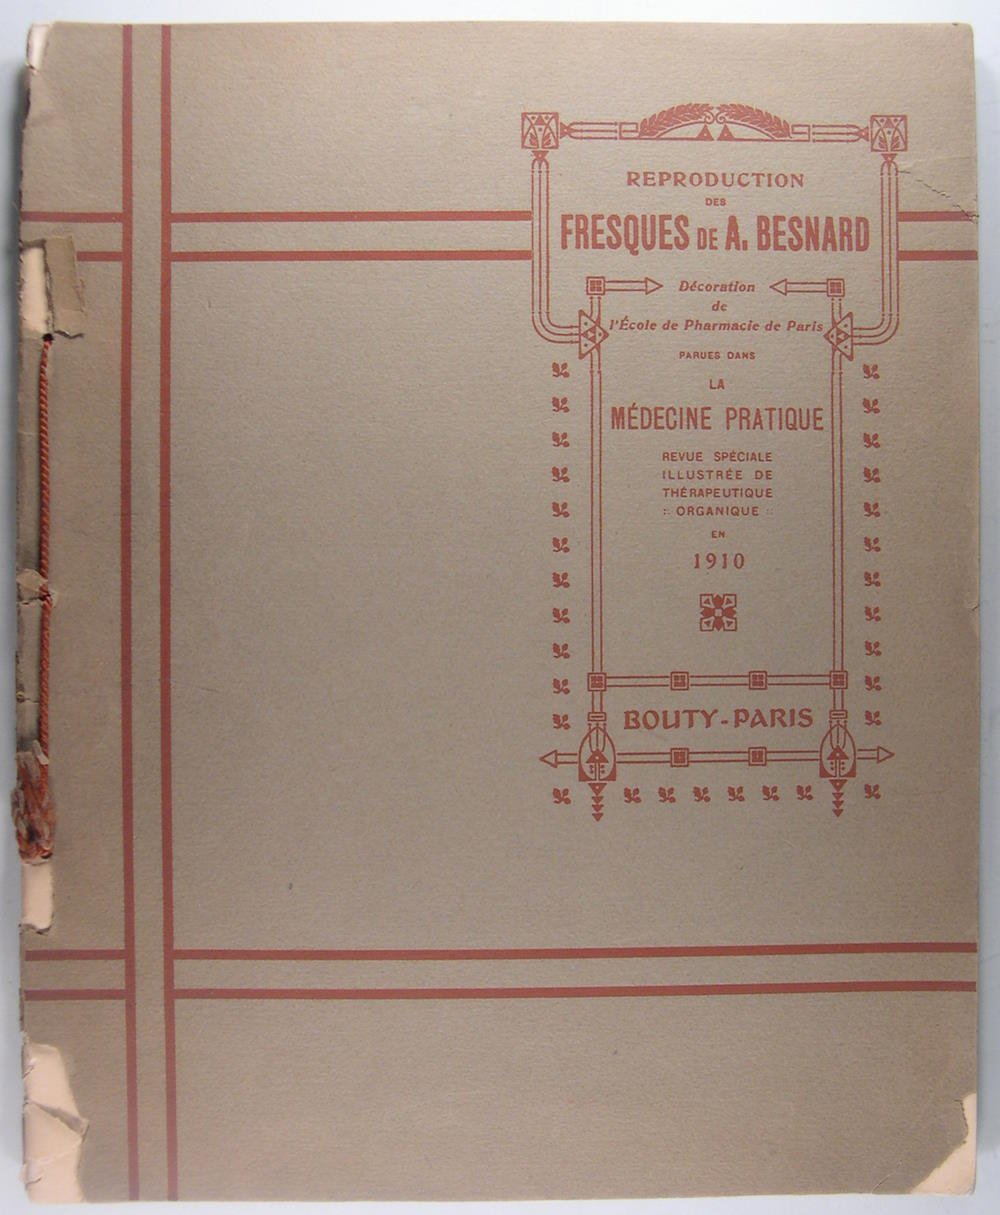 REPRODUCTION
DES
FRESQUES DE A. BESNARD
Décoration
de
l'École de Pharmacie de Paris
PARUES DANS
LA
MÉDECINE PRATIQUE
REVUE SPÉCIALE
ILLUSTRÉE DE
THÉRAPEUTIQUE
:: ORGANIQUE ::
EN
1910
BOUTY-PARIS